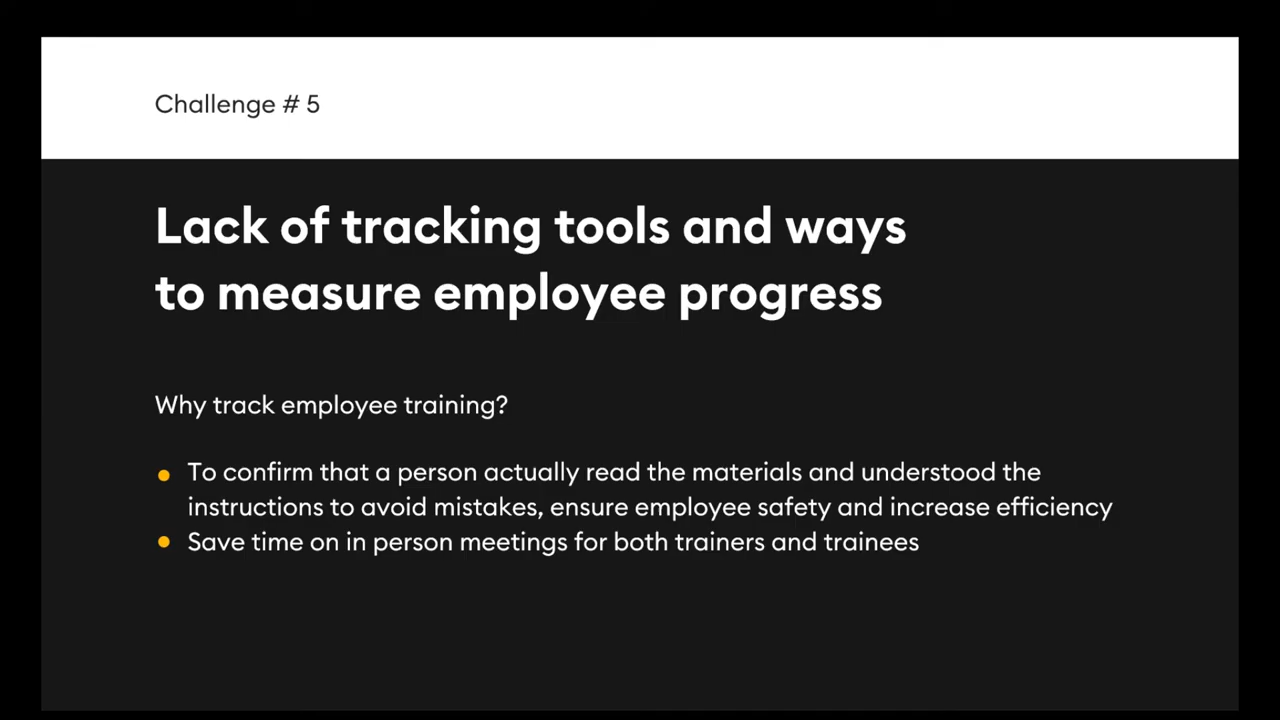 Challenge # 5
Lack of tracking tools and ways
to measure employee progress
Why track employee training?
To confirm that a person actually read the materials and understood the
instructions to avoid mistakes, ensure employee safety and increase efficiency
Save time on in person meetings for both trainers and trainees